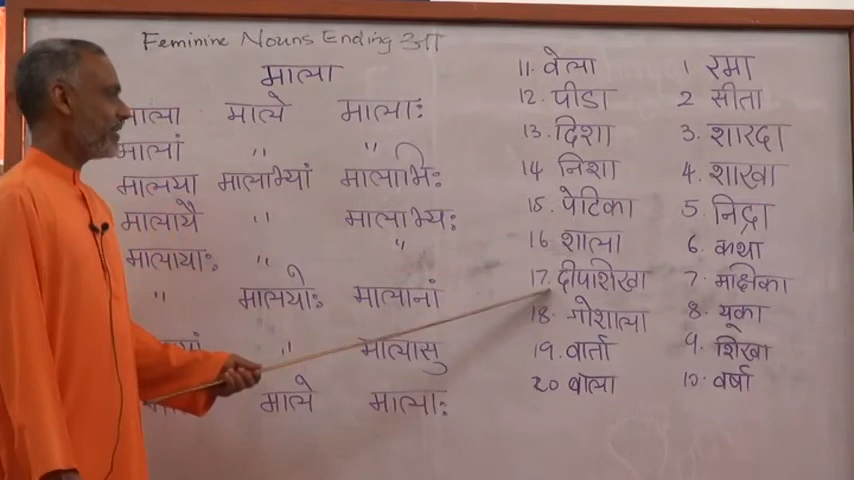 Feminine Nouns Ending आ
माला
माला माले मालाः
मालां " "
मालया मालाभ्यां मालाभिः
मालायै " मालाभ्यः
मालायाः " "
" मालयोः मालानां
" मालासु
माले मालाः
11. वेला
12. पीडा
13. दिशा
14 निशा
15. पेटिका
16 शाला
17. दीपशिखा
18. गोशाला
19. वार्ता
20 बाला
1 रमा
2 सीता
3. शारदा
4. शाखा
5. निद्रा
6. कथा
7. मक्षिका
8. यूका
9. शिखा
10. वर्षा